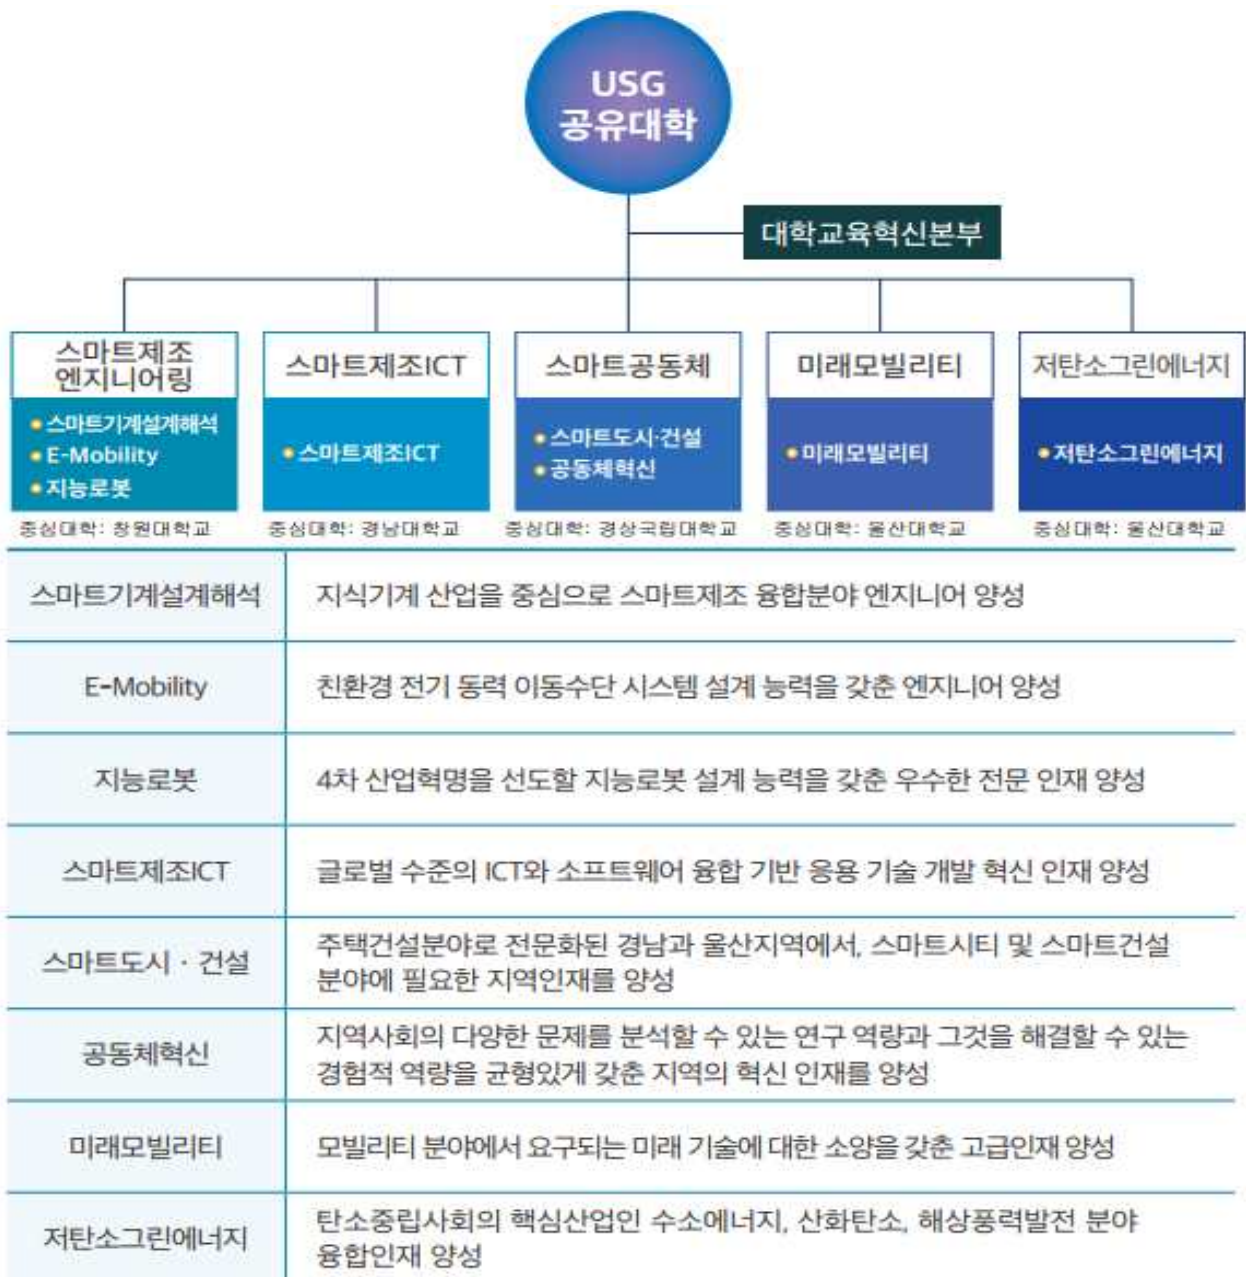 USG
공유대학
대학교육혁신본부
스마트제조
엔지니어링
• 스마트기계설계해석
• E-Mobility
• 지능로봇
중심대학: 창원대학교
스마트제조ICT
• 스마트제조ICT
중심대학: 경남대학교
스마트공동체
• 스마트도시·건설
• 공동체혁신
중심대학: 경상국립대학교
미래모빌리티
• 미래모빌리티
중심대학: 울산대학교
저탄소그린에너지
• 저탄소그린에너지
중심대학: 울산대학교
스마트기계설계해석
지식기계 산업을 중심으로 스마트제조 융합분야 엔지니어 양성
E-Mobility
친환경 전기 동력 이동수단 시스템 설계 능력을 갖춘 엔지니어 양성
지능로봇
4차 산업혁명을 선도할 지능로봇 설계 능력을 갖춘 우수한 전문 인재 양성
스마트제조ICT
글로벌 수준의 ICT와 소프트웨어 융합 기반 응용 기술 개발 혁신 인재 양성
스마트도시 · 건설
주택건설분야로 전문화된 경남과 울산지역에서, 스마트시티 및 스마트건설
분야에 필요한 지역인재를 양성
공동체혁신
지역사회의 다양한 문제를 분석할 수 있는 연구 역량과 그것을 해결할 수 있는
경험적 역량을 균형있게 갖춘 지역의 혁신 인재를 양성
미래모빌리티
모빌리티 분야에서 요구되는 미래 기술에 대한 소양을 갖춘 고급인재 양성
저탄소그린에너지
탄소중립사회의 핵심산업인 수소에너지, 산화탄소, 해상풍력발전 분야
융합인재 양성